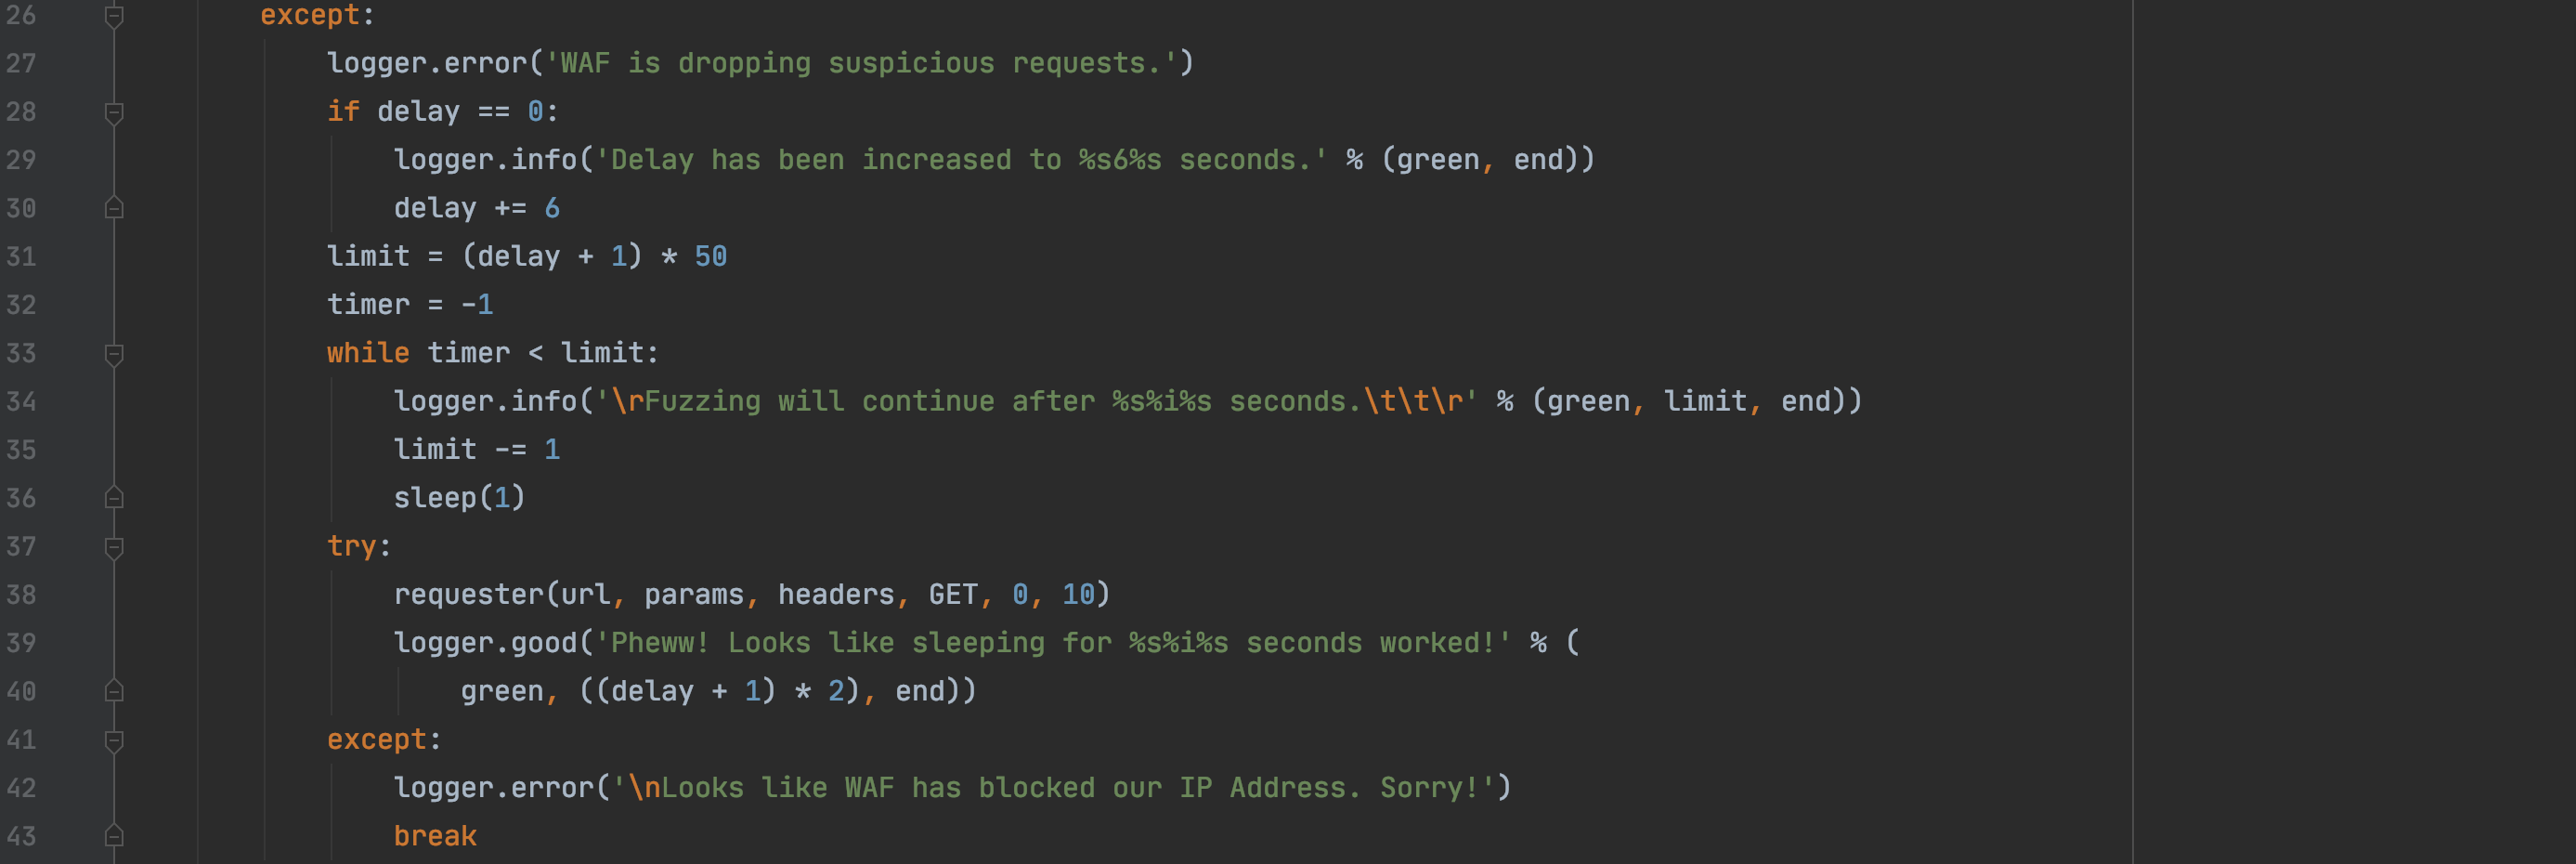 26 except:
27 logger.error('WAF is dropping suspicious requests.')
28 if delay == 0:
29 logger.info('Delay has been increased to %s6%s seconds.' % (green, end))
30 delay += 6
31 limit = (delay + 1) * 50
32 timer = -1
33 while timer < limit:
34 logger.info('\rFuzzing will continue after %s%i%s seconds.\t\t\r' % (green, limit, end))
35 limit -= 1
36 sleep(1)
37 try:
38 requester(url, params, headers, GET, 0, 10)
39 logger.good('Pheww! Looks like sleeping for %s%i%s seconds worked!' % (
40 green, ((delay + 1) * 2), end))
41 except:
42 logger.error('\nLooks like WAF has blocked our IP Address. Sorry!')
43 break